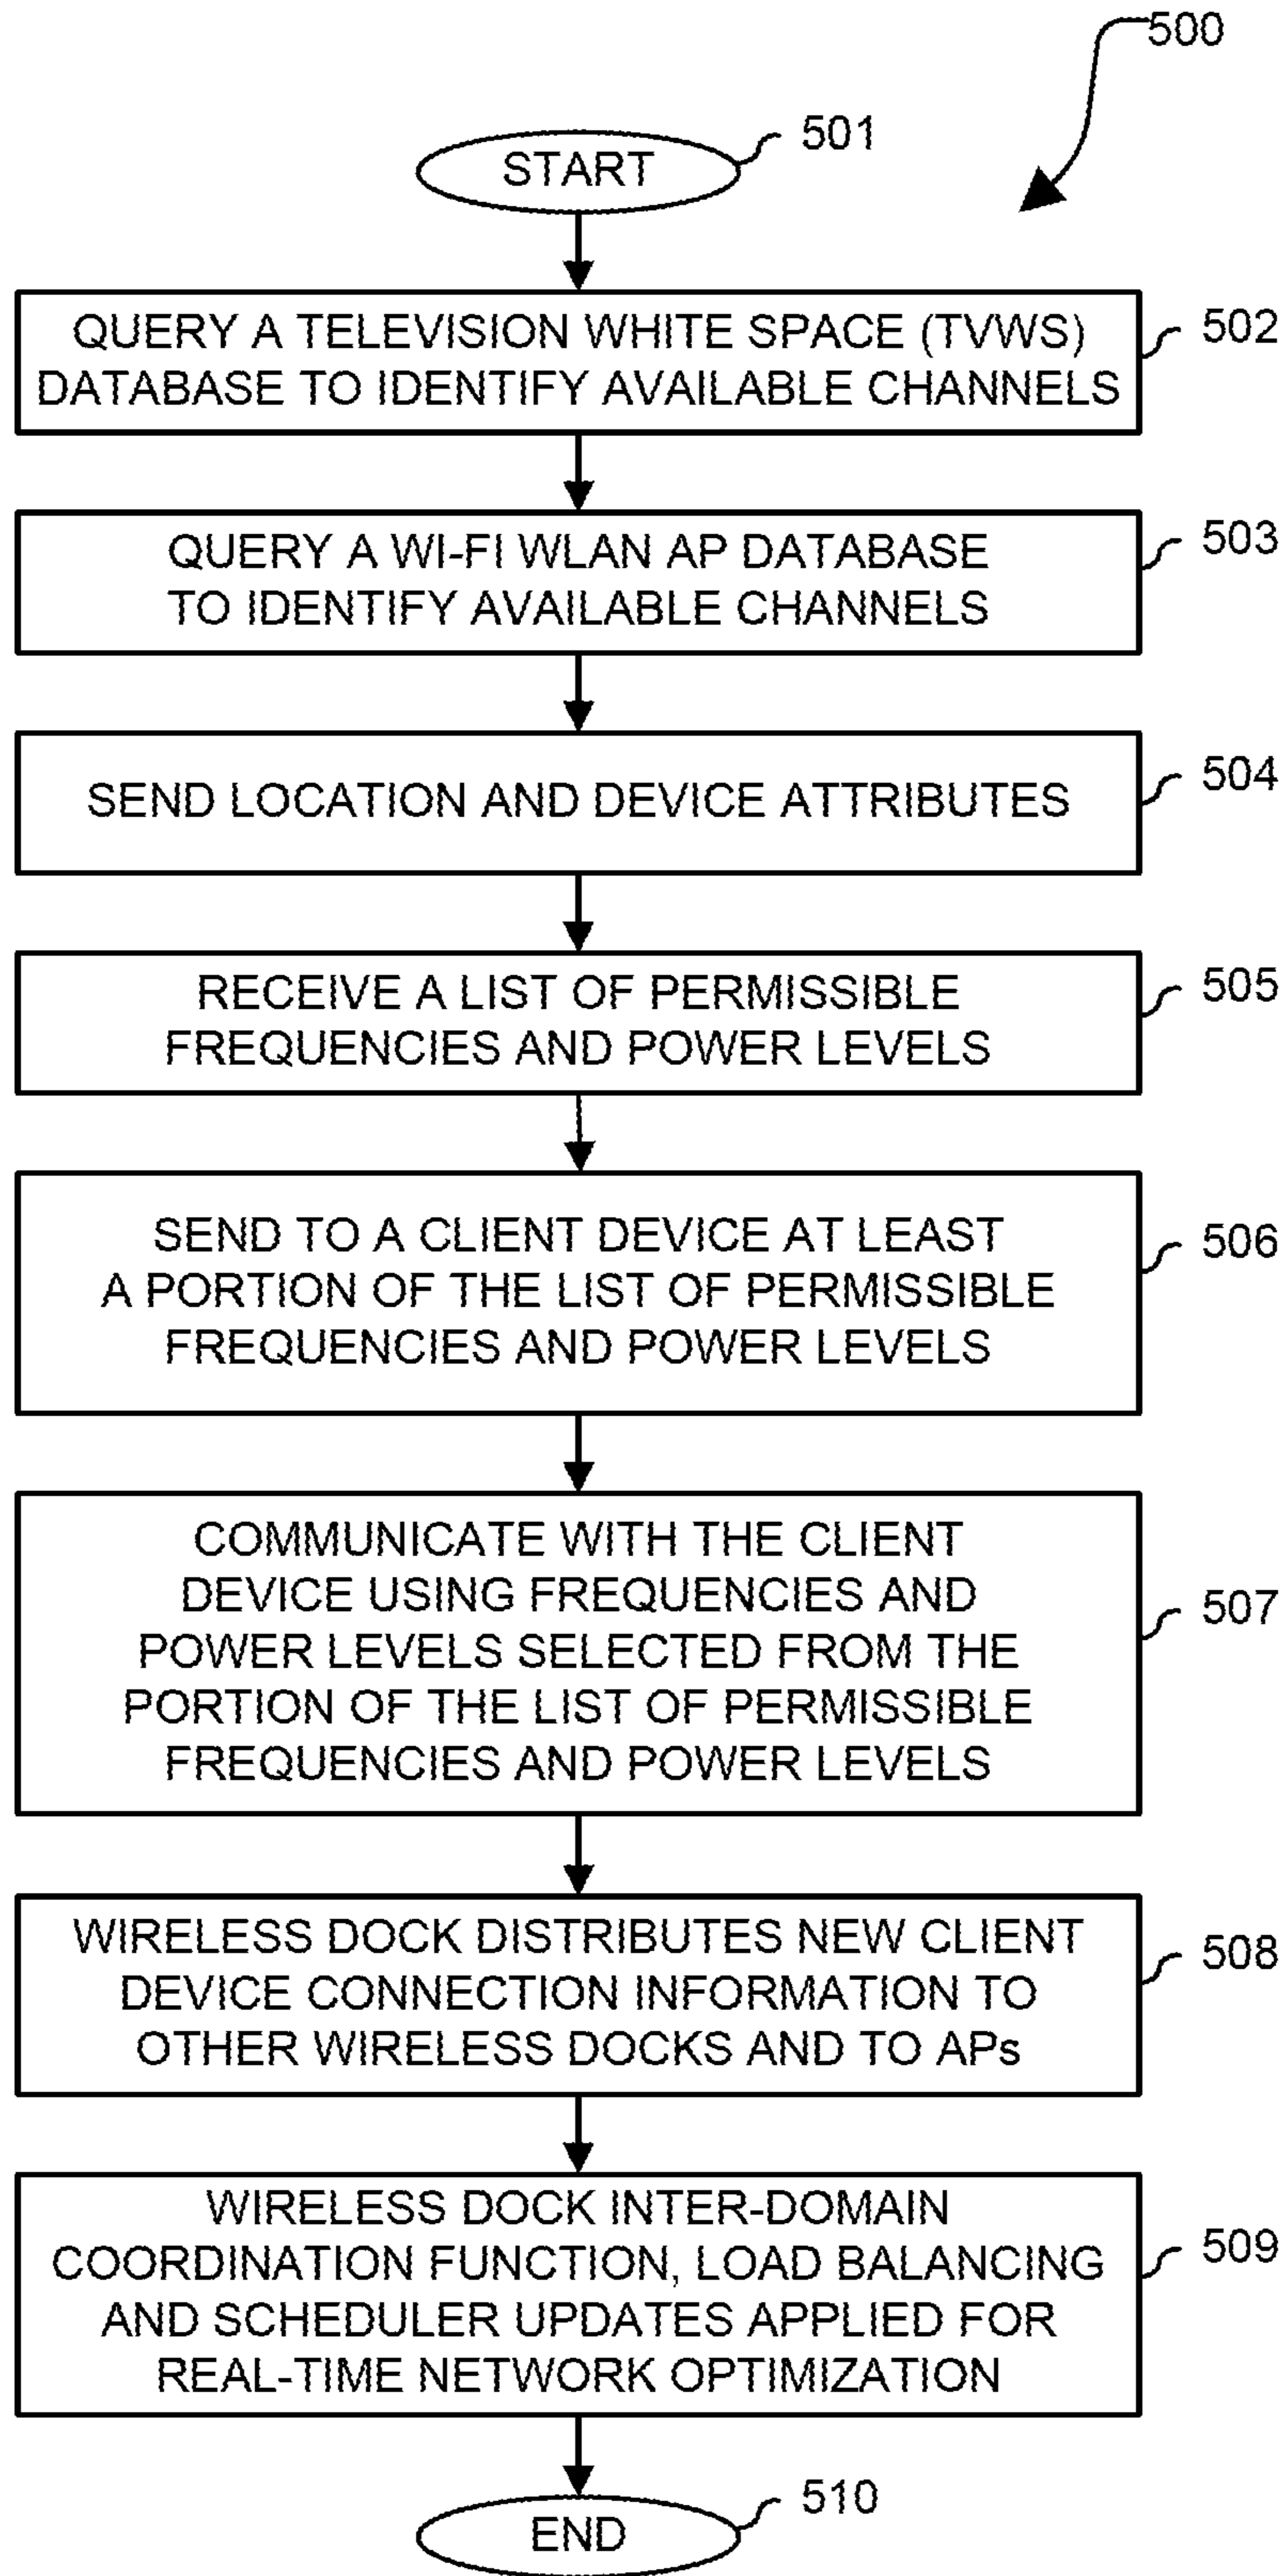 500
START
501
QUERY A TELEVISION WHITE SPACE (TVWS)
DATABASE TO IDENTIFY AVAILABLE CHANNELS
502
QUERY A WI-FI WLAN AP DATABASE
TO IDENTIFY AVAILABLE CHANNELS
503
SEND LOCATION AND DEVICE ATTRIBUTES
504
RECEIVE A LIST OF PERMISSIBLE
FREQUENCIES AND POWER LEVELS
505
SEND TO A CLIENT DEVICE AT LEAST
A PORTION OF THE LIST OF PERMISSIBLE
FREQUENCIES AND POWER LEVELS
506
COMMUNICATE WITH THE CLIENT
DEVICE USING FREQUENCIES AND
POWER LEVELS SELECTED FROM THE
PORTION OF THE LIST OF PERMISSIBLE
FREQUENCIES AND POWER LEVELS
507
WIRELESS DOCK DISTRIBUTES NEW CLIENT
DEVICE CONNECTION INFORMATION TO
OTHER WIRELESS DOCKS AND TO APs
508
WIRELESS DOCK INTER-DOMAIN
COORDINATION FUNCTION, LOAD BALANCING
AND SCHEDULER UPDATES APPLIED FOR
REAL-TIME NETWORK OPTIMIZATION
509
END
510